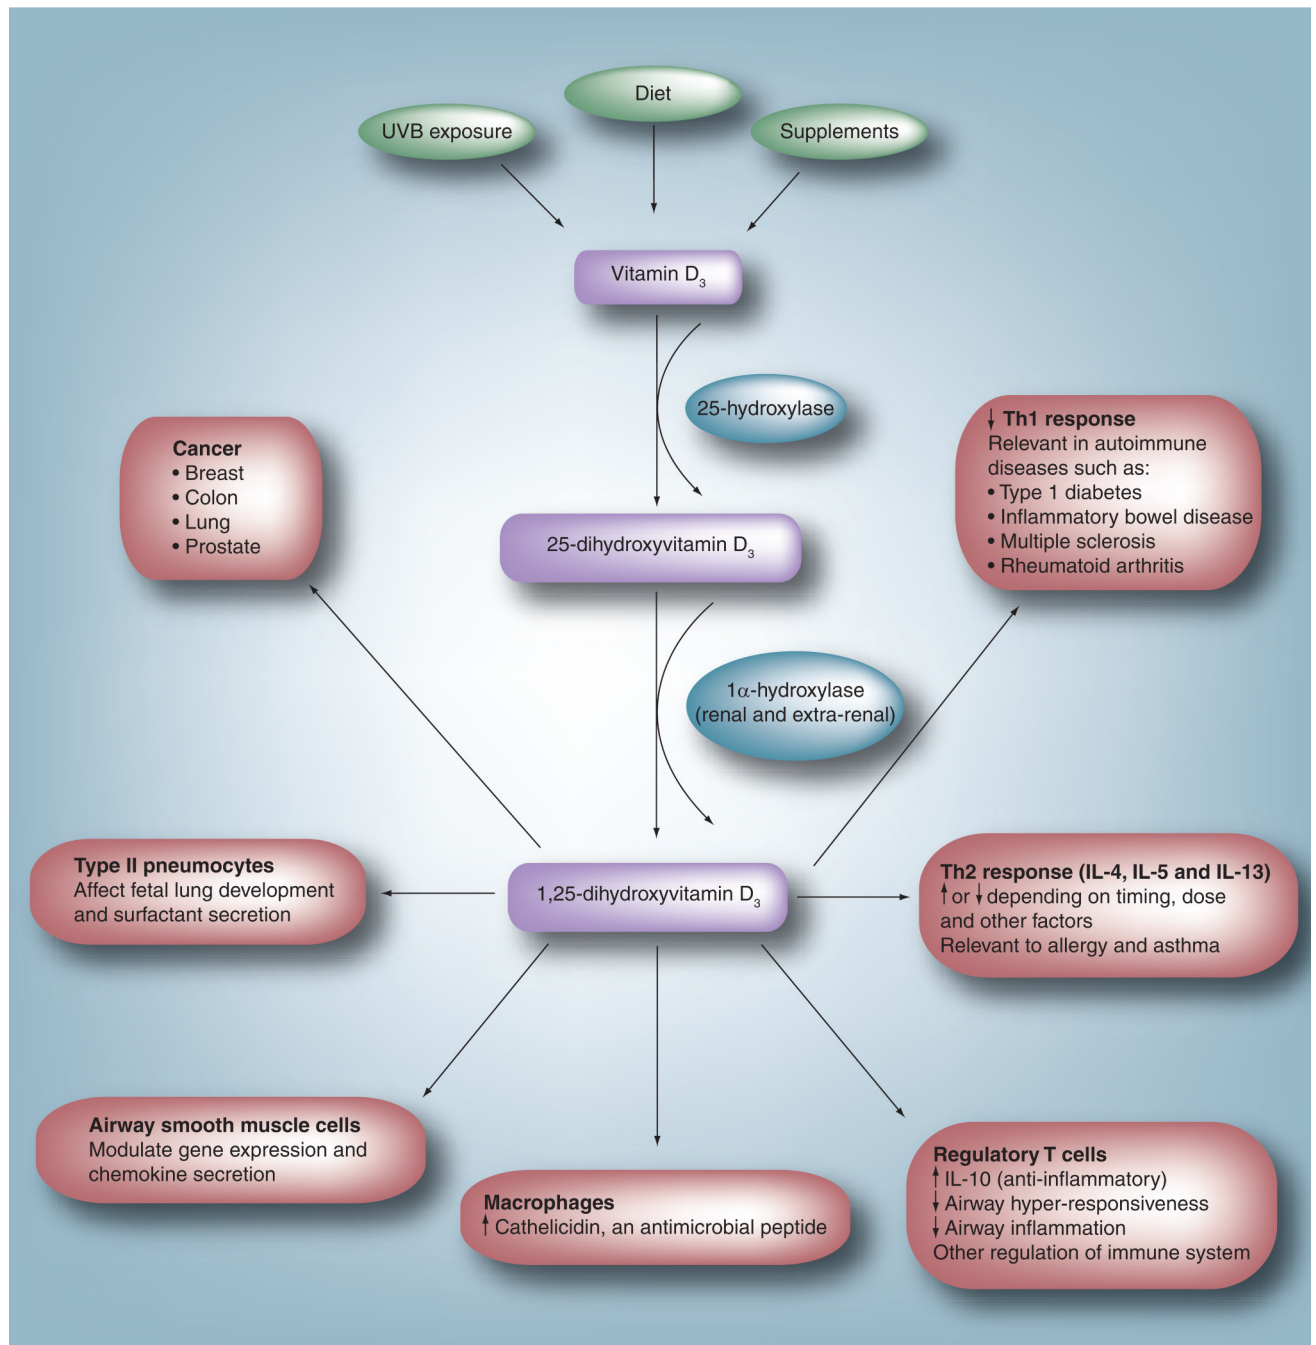 Diet
UVB exposure
Supplements
Vitamin D3
25-hydroxylase
↓ Th1 response
Relevant in autoimmune
diseases such as:
• Type 1 diabetes
• Inflammatory bowel disease
• Multiple sclerosis
• Rheumatoid arthritis
Cancer
• Breast
• Colon
• Lung
• Prostate
25-dihydroxyvitamin D3
1α-hydroxylase
(renal and extra-renal)
Type II pneumocytes
Affect fetal lung development
and surfactant secretion
1,25-dihydroxyvitamin D3
Th2 response (IL-4, IL-5 and IL-13)
↑ or ↓ depending on timing, dose
and other factors
Relevant to allergy and asthma
Airway smooth muscle cells
Modulate gene expression and
chemokine secretion
Macrophages
↑ Cathelicidin, an antimicrobial peptide
Regulatory T cells
↑ IL-10 (anti-inflammatory)
↓ Airway hyper-responsiveness
↓ Airway inflammation
Other regulation of immune system